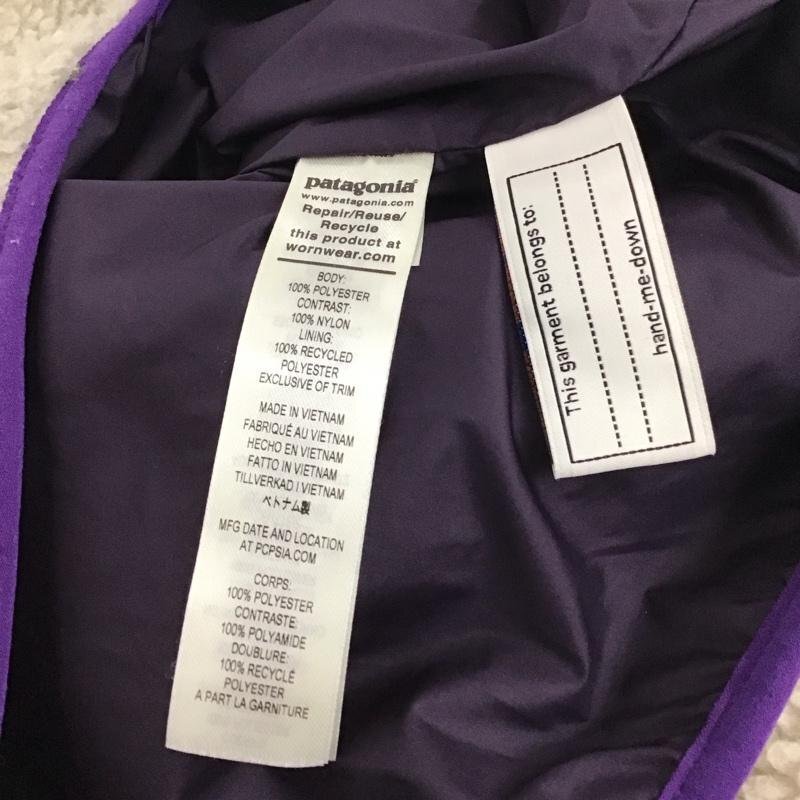 patagonia®
www.patagonia.com
Repair/Reuse/
Recycle
this product at
wornwear.com
BODY:
100% POLYESTER
CONTRAST:
100% NYLON
LINING:
100% RECYCLED
POLYESTER
EXCLUSIVE OF TRIM
MADE IN VIETNAM
FABRIQUÉ AU VIETNAM
HECHO EN VIETNAM
FATTO IN VIETNAM
TILLVERKAD I VIETNAM
ベトナム製
MFG DATE AND LOCATION
AT PCPSIA.COM
CORPS:
100% POLYESTER
CONTRASTE:
100% POLYAMIDE
DOUBLURE:
100% RECYCLÉ
POLYESTER
A PART LA GARNITURE
This garment belongs to:
hand-me-down